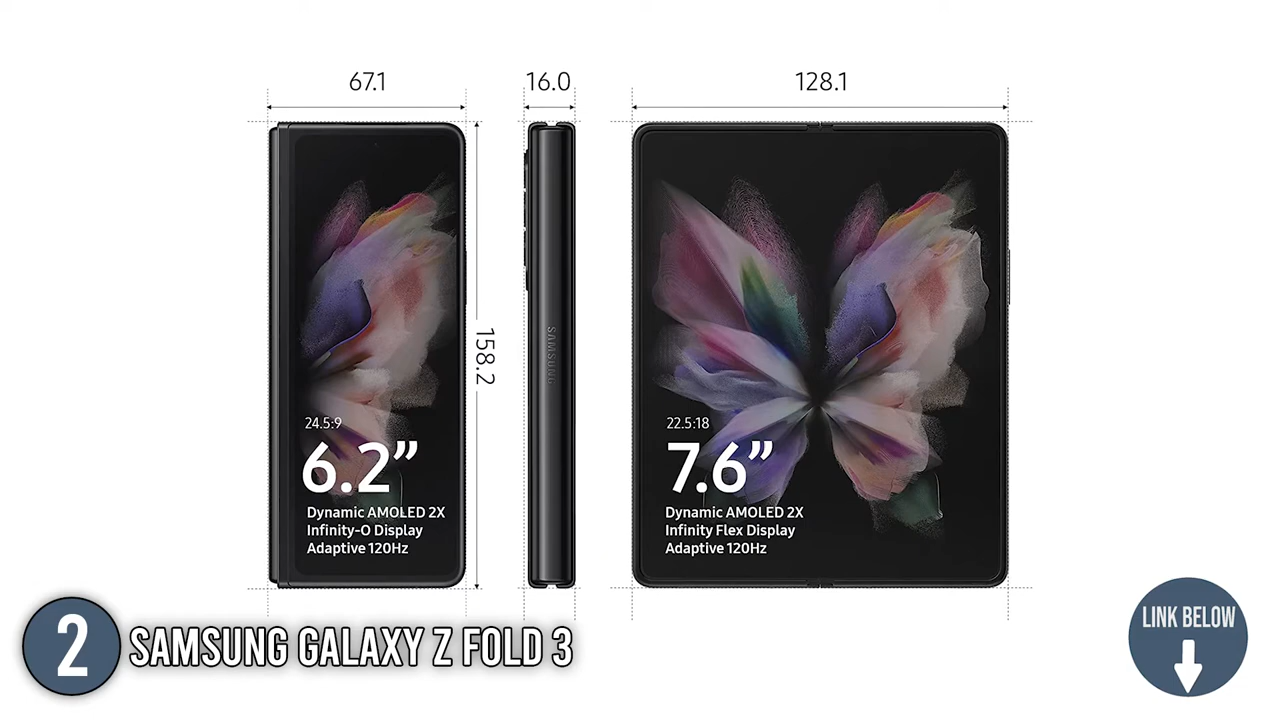 67.1
16.0
128.1
158.2
SAMSUNG
24.5:9
6.2”
Dynamic AMOLED 2X
Infinity-O Display
Adaptive 120Hz
22.5:18
7.6”
Dynamic AMOLED 2X
Infinity Flex Display
Adaptive 120Hz
2
SAMSUNG GALAXY Z FOLD 3
LINK BELOW